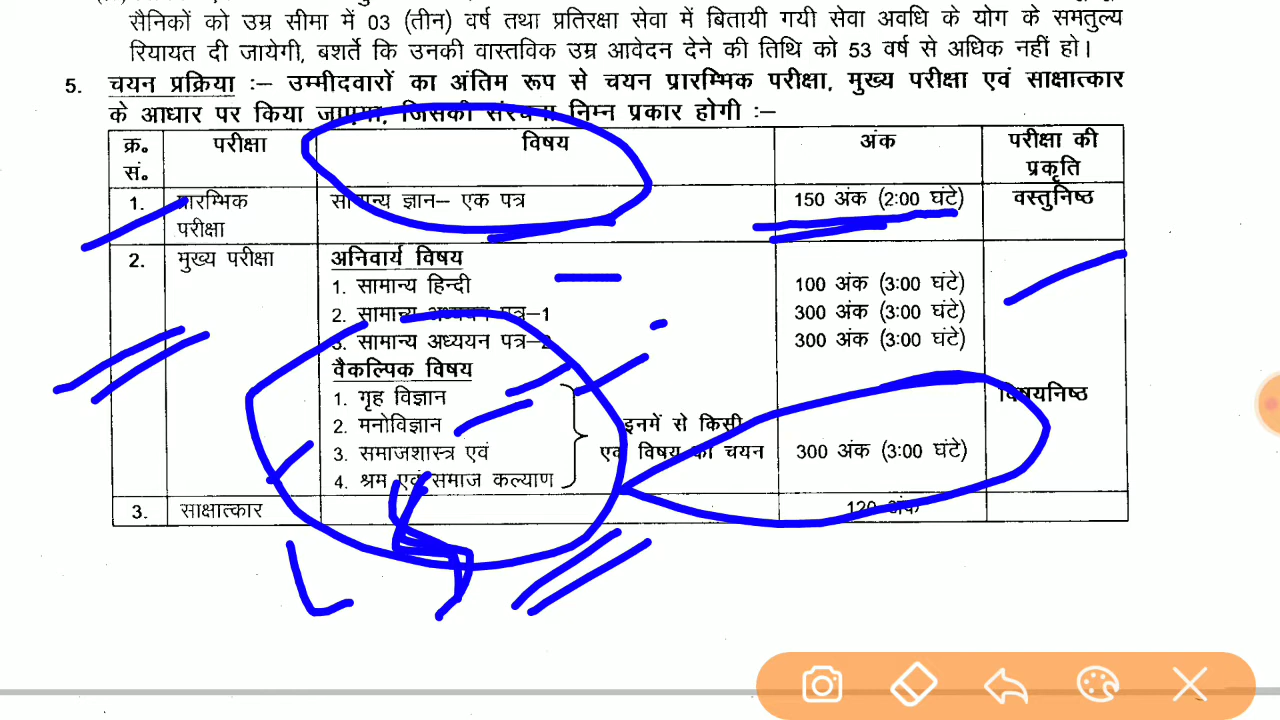 सैनिकों को उम्र सीमा में 03 (तीन) वर्ष तथा प्रतिरक्षा सेवा में बितायी गयी सेवा अवधि के योग के समतुल्य
रियायत दी जायेगी, बशर्ते कि उनकी वास्तविक उम्र आवेदन देने की तिथि को 53 वर्ष से अधिक नहीं हो।
5. चयन प्रक्रिया :– उम्मीदवारों का अंतिम रूप से चयन प्रारम्भिक परीक्षा, मुख्य परीक्षा एवं साक्षात्कार
के आधार पर किया जाएगा, जिसकी संरचना निम्न प्रकार होगी :–
क्र. सं. परीक्षा विषय अंक परीक्षा की प्रकृति
1. प्रारम्भिक परीक्षा सामान्य ज्ञान– एक पत्र 150 अंक (2:00 घंटे) वस्तुनिष्ठ
2. मुख्य परीक्षा अनिवार्य विषय
1. सामान्य हिन्दी 100 अंक (3:00 घंटे)
2. सामान्य अध्ययन पत्र–1 300 अंक (3:00 घंटे)
3. सामान्य अध्ययन पत्र–2 300 अंक (3:00 घंटे)
वैकल्पिक विषय
1. गृह विज्ञान विषयनिष्ठ
2. मनोविज्ञान इनमें से किसी
3. समाजशास्त्र एवं एक विषय का चयन 300 अंक (3:00 घंटे)
4. श्रम एवं समाज कल्याण
3. साक्षात्कार 120 अंक